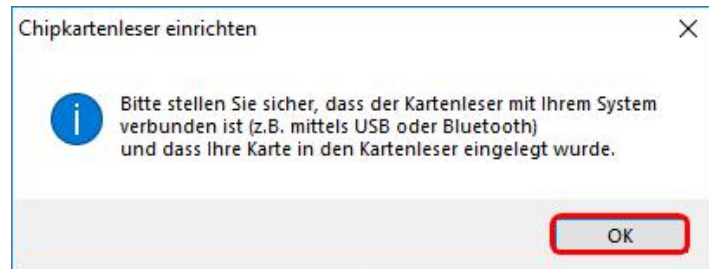 Chipkartenleser einrichten
Bitte stellen Sie sicher, dass der Kartenleser mit Ihrem System
verbunden ist (z.B. mittels USB oder Bluetooth)
und dass Ihre Karte in den Kartenleser eingelegt wurde.
OK